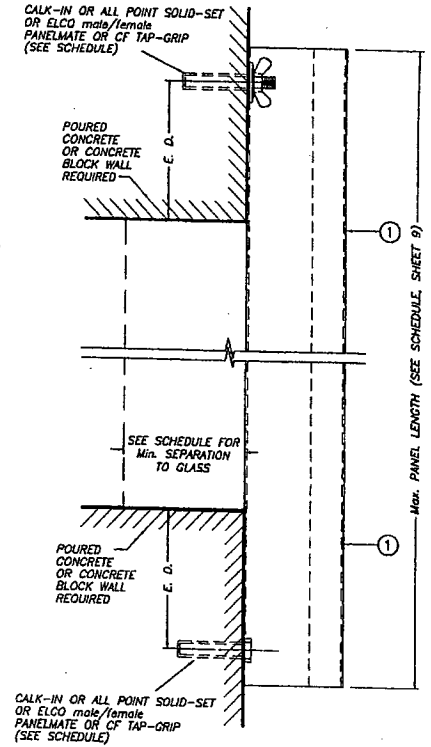 CALK-IN OR ALL POINT SOLID-SET
OR ELCO male/female
PANELMATE OR CF TAP-GRIP
(SEE SCHEDULE)
POURED
CONCRETE
OR CONCRETE
BLOCK WALL
REQUIRED
E. D.
1
Max. PANEL LENGTH (SEE SCHEDULE, SHEET 9)
SEE SCHEDULE FOR
Min. SEPARATION
TO GLASS
POURED
CONCRETE
OR CONCRETE
BLOCK WALL
REQUIRED
E. D.
1
CALK-IN OR ALL POINT SOLID-SET
OR ELCO male/female
PANELMATE OR CF TAP-GRIP
(SEE SCHEDULE)